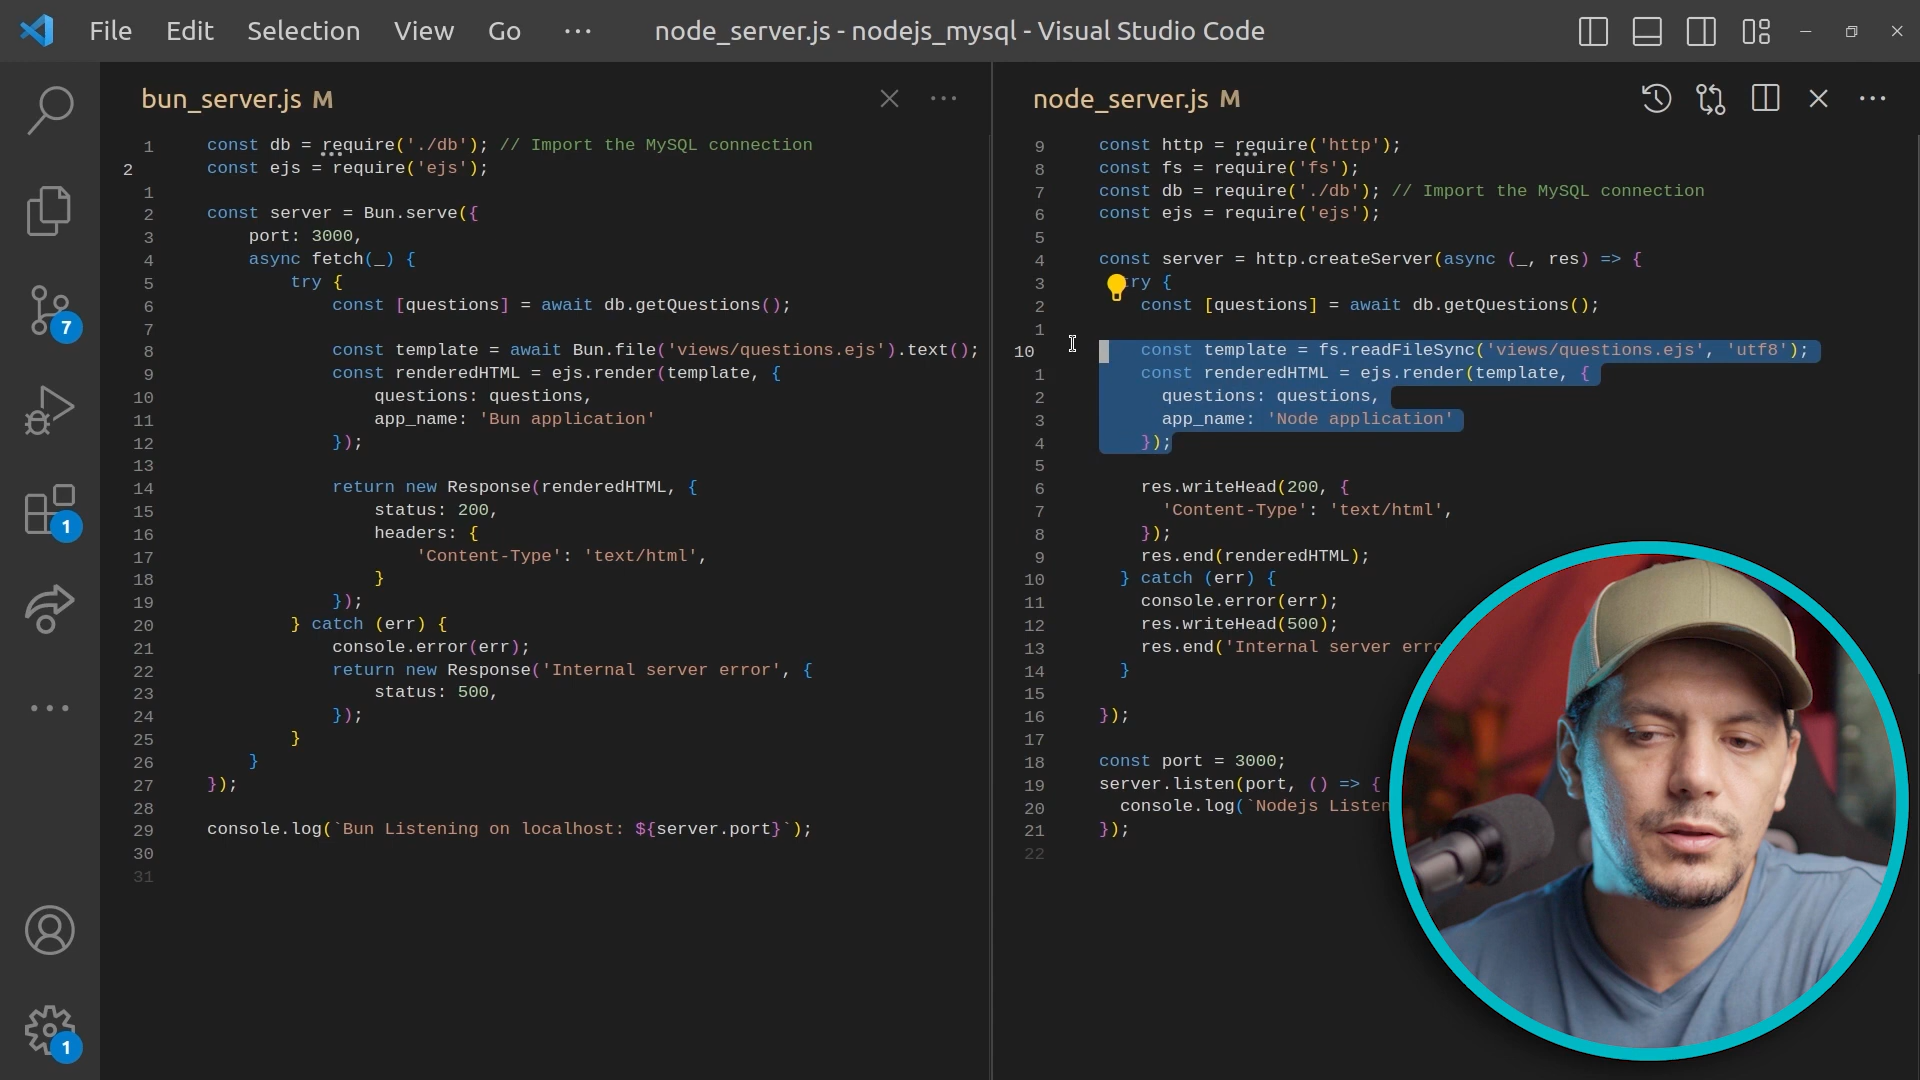 File Edit Selection View Go ··· node_server.js - nodejs_mysql - Visual Studio Code
bun_server.js M
1 const db = require('./db'); // Import the MySQL connection
2 const ejs = require('ejs');
1
2 const server = Bun.serve({
3 port: 3000,
4 async fetch(_) {
5 try {
6 const [questions] = await db.getQuestions();
7
8 const template = await Bun.file('views/questions.ejs').text();
9 const renderedHTML = ejs.render(template, {
10 questions: questions,
11 app_name: 'Bun application'
12 });
13
14 return new Response(renderedHTML, {
15 status: 200,
16 headers: {
17 'Content-Type': 'text/html',
18 }
19 });
20 } catch (err) {
21 console.error(err);
22 return new Response('Internal server error', {
23 status: 500,
24 });
25 }
26 }
27 });
28
29 console.log(`Bun Listening on localhost: ${server.port}`);
30
31
node_server.js M
9 const http = require('http');
8 const fs = require('fs');
7 const db = require('./db'); // Import the MySQL connection
6 const ejs = require('ejs');
5
4 const server = http.createServer(async (_, res) => {
3 try {
2 const [questions] = await db.getQuestions();
1
10 const template = fs.readFileSync('views/questions.ejs', 'utf8');
1 const renderedHTML = ejs.render(template, {
2 questions: questions,
3 app_name: 'Node application'
4 });
5
6 res.writeHead(200, {
7 'Content-Type': 'text/html',
8 });
9 res.end(renderedHTML);
10 } catch (err) {
11 console.error(err);
12 res.writeHead(500);
13 res.end('Internal server
14 }
15
16 });
17
18 const port = 3000;
19 server.listen(port, () => {
20 console.log(`Nodejs
21 });
22
7
1
1